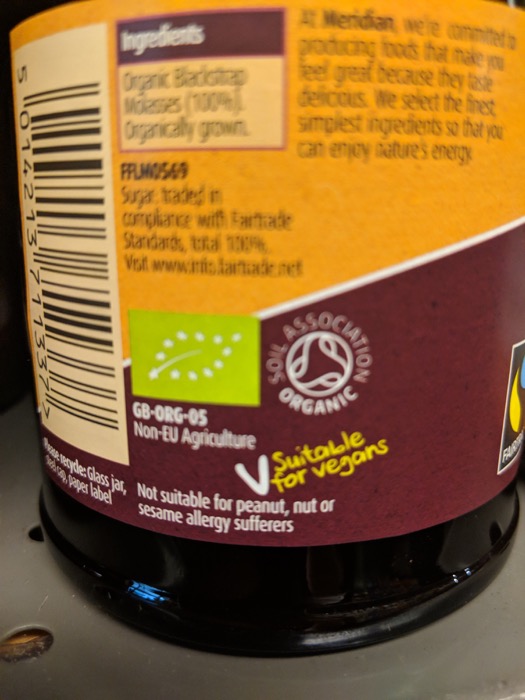 Ingredients
Organic Blackstrap
Molasses (100%).
Organically grown.
At Meridian, we're committed to
producing foods that make you
feel great because they taste
delicious. We select the finest,
simplest ingredients so that you
can enjoy nature's energy.
FFLM0569
Sugar, traded in
compliance with Fairtrade
Standards, total 100%.
Visit www.info.fairtrade.net
5 014213 711337 >
SOIL ASSOCIATION
ORGANIC
GB-ORG-05
Non-EU Agriculture
V Suitable
for vegans
Please recycle: Glass jar,
cap, paper label
Not suitable for peanut, nut or
sesame allergy sufferers
FAIR